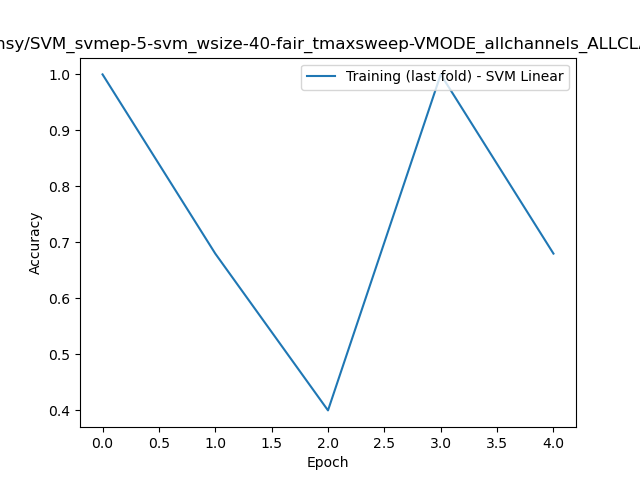 nsy/SVM_svmep-5-svm_wsize-40-fair_tmaxsweep-VMODE_allchannels_ALLCLA
Training (last fold) - SVM Linear
1.0
0.9
0.8
0.7
0.6
0.5
0.4
Accuracy
0.0 0.5 1.0 1.5 2.0 2.5 3.0 3.5 4.0
Epoch